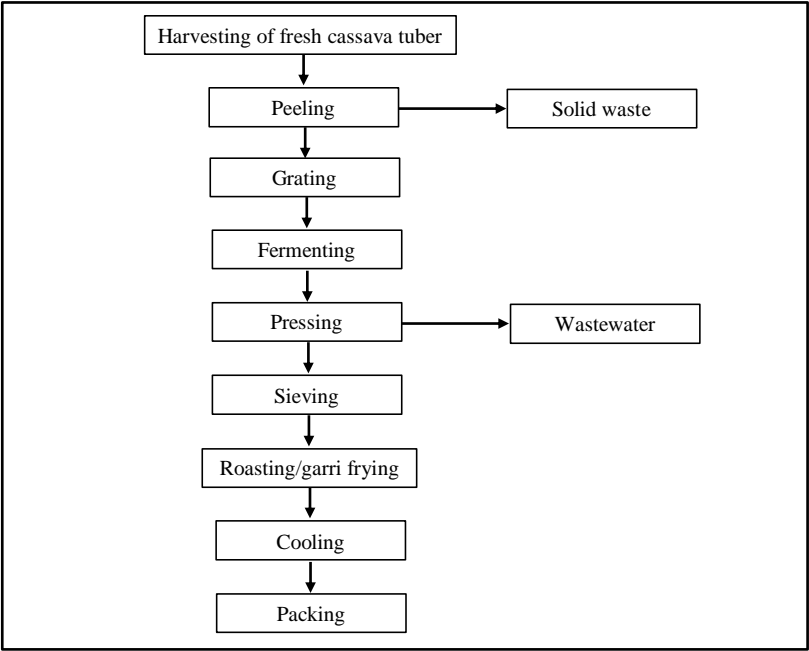 Harvesting of fresh cassava tuber
Peeling
Solid waste
Grating
Fermenting
Pressing
Wastewater
Sieving
Roasting/garri frying
Cooling
Packing